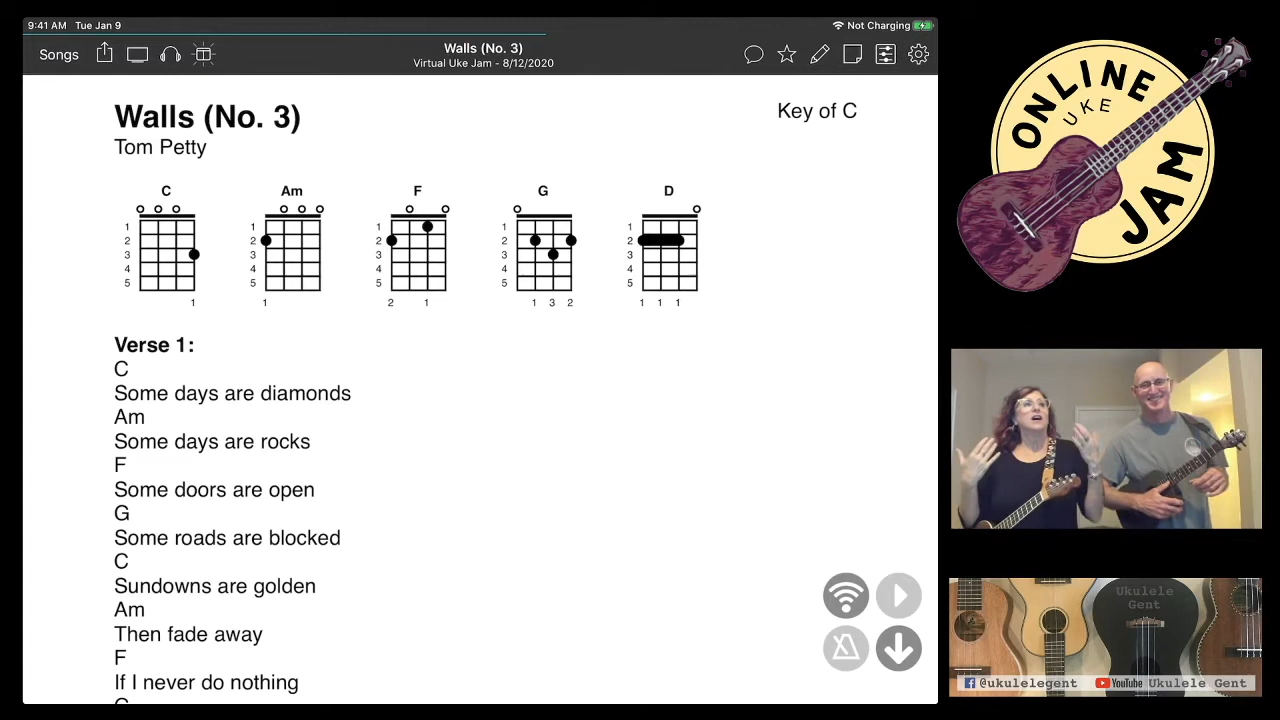 9:41 AM Tue Jan 9
Not Charging
Songs
Walls (No. 3)
Virtual Uke Jam - 8/12/2020
Walls (No. 3)
Key of C
Tom Petty
C Am F G D
1 1 1 1 1
2 2 2 2 2
3 3 3 3 3
4 4 4 4 4
5 5 5 5 5
1 1 2 1 1 3 2 1 1 1
Verse 1:
C
Some days are diamonds
Am
Some days are rocks
F
Some doors are open
G
Some roads are blocked
C
Sundowns are golden
Am
Then fade away
F
If I never do nothing
ONLINE
UKE
JAM
Ukulele
Gent
@ukulelegent YouTube Ukulele Gent